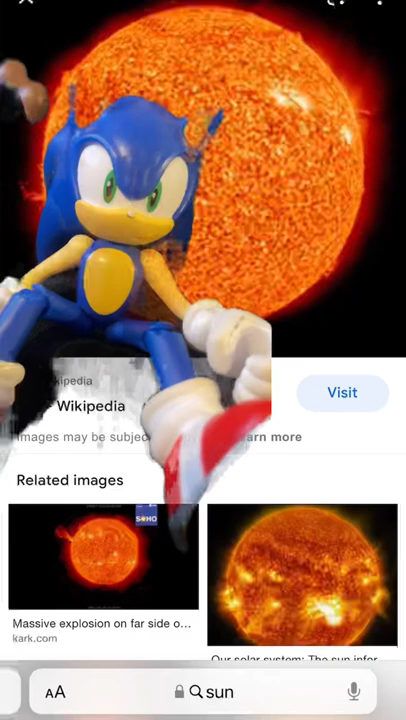 Wikipedia
Images may be subjec
arn more
Visit
Related images
SOHO
Massive explosion on far side o...
kark.com
Our solar system: The sun infor
AA
sun